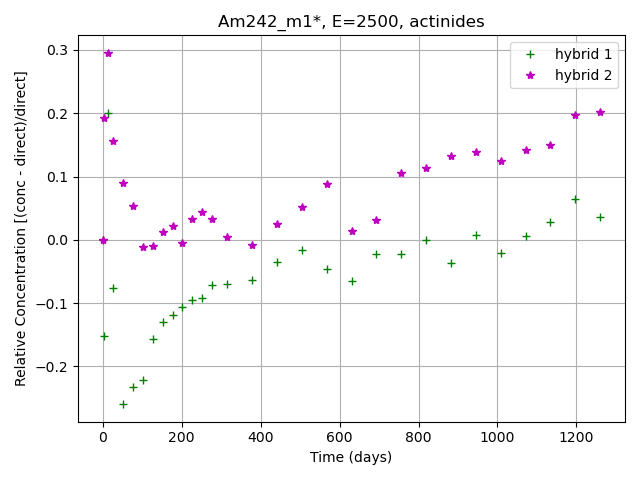 Am242_m1*, E=2500, actinides
Relative Concentration [(conc - direct)/direct]
0.3
0.2
0.1
0.0
−0.1
−0.2
hybrid 1
hybrid 2
0 200 400 600 800 1000 1200
Time (days)